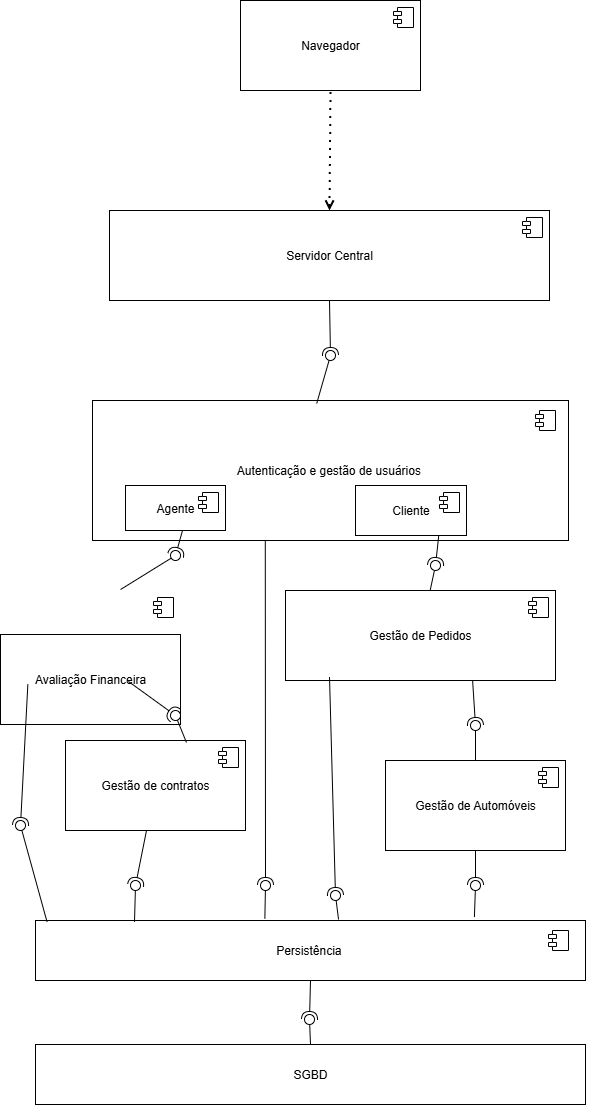 Navegador
Servidor Central
Autenticação e gestão de usuários
Agente
Cliente
Gestão de Pedidos
Avaliação Financeira
Gestão de contratos
Gestão de Automóveis
Persistência
SGBD